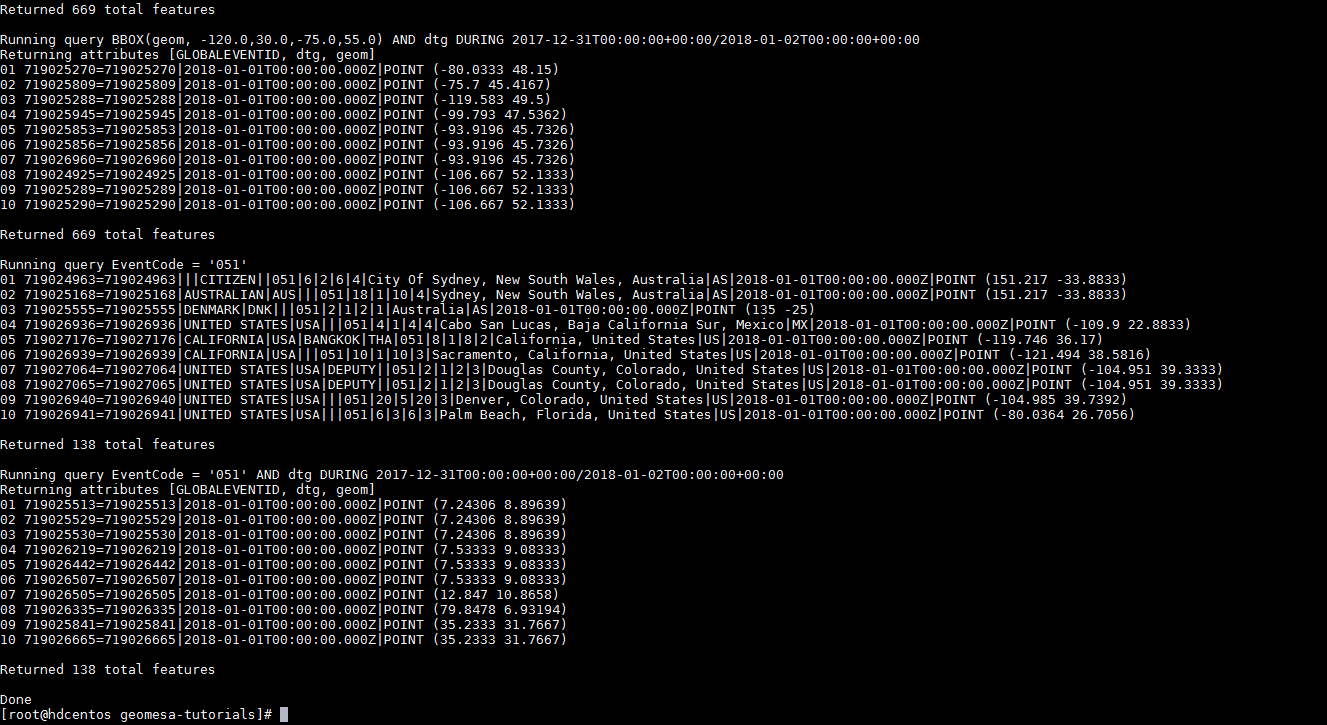 Returned 669 total features
Running query BBOX(geom, -120.0,30.0,-75.0,55.0) AND dtg DURING 2017-12-31T00:00:00+00:00/2018-01-02T00:00:00+00:00
Returning attributes [GLOBALEVENTID, dtg, geom]
01 719025270=719025270|2018-01-01T00:00:00.000Z|POINT (-80.0333 48.15)
02 719025809=719025809|2018-01-01T00:00:00.000Z|POINT (-75.7 45.4167)
03 719025288=719025288|2018-01-01T00:00:00.000Z|POINT (-119.583 49.5)
04 719025945=719025945|2018-01-01T00:00:00.000Z|POINT (-99.793 47.5362)
05 719025853=719025853|2018-01-01T00:00:00.000Z|POINT (-93.9196 45.7326)
06 719025856=719025856|2018-01-01T00:00:00.000Z|POINT (-93.9196 45.7326)
07 719026960=719026960|2018-01-01T00:00:00.000Z|POINT (-93.9196 45.7326)
08 719024925=719024925|2018-01-01T00:00:00.000Z|POINT (-106.667 52.1333)
09 719025289=719025289|2018-01-01T00:00:00.000Z|POINT (-106.667 52.1333)
10 719025290=719025290|2018-01-01T00:00:00.000Z|POINT (-106.667 52.1333)
Returned 669 total features
Running query EventCode = '051'
01 719024963=719024963|||CITIZEN||051|6|2|6|4|City Of Sydney, New South Wales, Australia|AS|2018-01-01T00:00:00.000Z|POINT (151.217 -33.8833)
02 719025168=719025168|AUSTRALIAN|AUS|||051|18|1|10|4|Sydney, New South Wales, Australia|AS|2018-01-01T00:00:00.000Z|POINT (151.217 -33.8833)
03 719025555=719025555|DENMARK|DNK|||051|2|1|2|1|Australia|AS|2018-01-01T00:00:00.000Z|POINT (135 -25)
04 719026936=719026936|UNITED STATES|USA|||051|4|1|4|4|Cabo San Lucas, Baja California Sur, Mexico|MX|2018-01-01T00:00:00.000Z|POINT (-109.9 22.8833)
05 719027176=719027176|CALIFORNIA|USA|BANGKOK|THA|051|8|1|8|2|California, United States|US|2018-01-01T00:00:00.000Z|POINT (-119.746 36.17)
06 719026939=719026939|CALIFORNIA|USA|||051|10|1|10|3|Sacramento, California, United States|US|2018-01-01T00:00:00.000Z|POINT (-121.494 38.5816)
07 719027064=719027064|UNITED STATES|USA|DEPUTY||051|2|1|2|3|Douglas County, Colorado, United States|US|2018-01-01T00:00:00.000Z|POINT (-104.951 39.3333)
08 719027065=719027065|UNITED STATES|USA|DEPUTY||051|2|1|2|3|Douglas County, Colorado, United States|US|2018-01-01T00:00:00.000Z|POINT (-104.951 39.3333)
09 719026940=719026940|UNITED STATES|USA|||051|20|5|20|3|Denver, Colorado, United States|US|2018-01-01T00:00:00.000Z|POINT (-104.985 39.7392)
10 719026941=719026941|UNITED STATES|USA|||051|6|3|6|3|Palm Beach, Florida, United States|US|2018-01-01T00:00:00.000Z|POINT (-80.0364 26.7056)
Returned 138 total features
Running query EventCode = '051' AND dtg DURING 2017-12-31T00:00:00+00:00/2018-01-02T00:00:00+00:00
Returning attributes [GLOBALEVENTID, dtg, geom]
01 719025513=719025513|2018-01-01T00:00:00.000Z|POINT (7.24306 8.89639)
02 719025529=719025529|2018-01-01T00:00:00.000Z|POINT (7.24306 8.89639)
03 719025530=719025530|2018-01-01T00:00:00.000Z|POINT (7.24306 8.89639)
04 719026219=719026219|2018-01-01T00:00:00.000Z|POINT (7.53333 9.08333)
05 719026442=719026442|2018-01-01T00:00:00.000Z|POINT (7.53333 9.08333)
06 719026507=719026507|2018-01-01T00:00:00.000Z|POINT (7.53333 9.08333)
07 719026505=719026505|2018-01-01T00:00:00.000Z|POINT (12.847 10.8658)
08 719026335=719026335|2018-01-01T00:00:00.000Z|POINT (79.8478 6.93194)
09 719025841=719025841|2018-01-01T00:00:00.000Z|POINT (35.2333 31.7667)
10 719026665=719026665|2018-01-01T00:00:00.000Z|POINT (35.2333 31.7667)
Returned 138 total features
Done
[root@hdcentos geomesa-tutorials]#